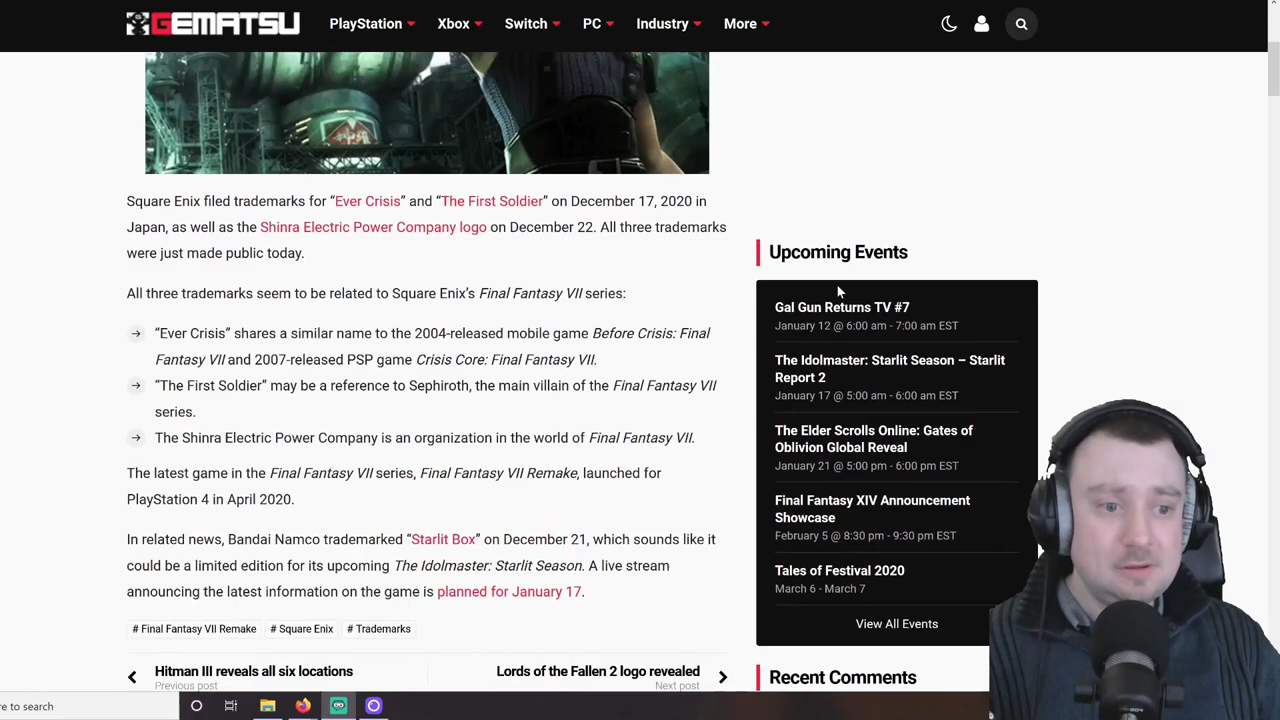 GEMATSU
PlayStation Xbox Switch PC Industry More
Square Enix filed trademarks for “Ever Crisis” and “The First Soldier” on December 17, 2020 in
Japan, as well as the Shinra Electric Power Company logo on December 22. All three trademarks
were just made public today.
All three trademarks seem to be related to Square Enix’s Final Fantasy VII series:
“Ever Crisis” shares a similar name to the 2004-released mobile game Before Crisis: Final
Fantasy VII and 2007-released PSP game Crisis Core: Final Fantasy VII.
“The First Soldier” may be a reference to Sephiroth, the main villain of the Final Fantasy VII
series.
The Shinra Electric Power Company is an organization in the world of Final Fantasy VII.
The latest game in the Final Fantasy VII series, Final Fantasy VII Remake, launched for
PlayStation 4 in April 2020.
In related news, Bandai Namco trademarked “Starlit Box” on December 21, which sounds like it
could be a limited edition for its upcoming The Idolmaster: Starlit Season. A live stream
announcing the latest information on the game is planned for January 17.
# Final Fantasy VII Remake # Square Enix # Trademarks
Hitman III reveals all six locations
Previous post
Lords of the Fallen 2 logo revealed
Next post
Upcoming Events
Gal Gun Returns TV #7
January 12 @ 6:00 am - 7:00 am EST
The Idolmaster: Starlit Season – Starlit
Report 2
January 17 @ 5:00 am - 6:00 am EST
The Elder Scrolls Online: Gates of
Oblivion Global Reveal
January 21 @ 5:00 pm - 6:00 pm EST
Final Fantasy XIV Announcement
Showcase
February 5 @ 8:30 pm - 9:30 pm EST
Tales of Festival 2020
March 6 - March 7
View All Events
Recent Comments
re to search